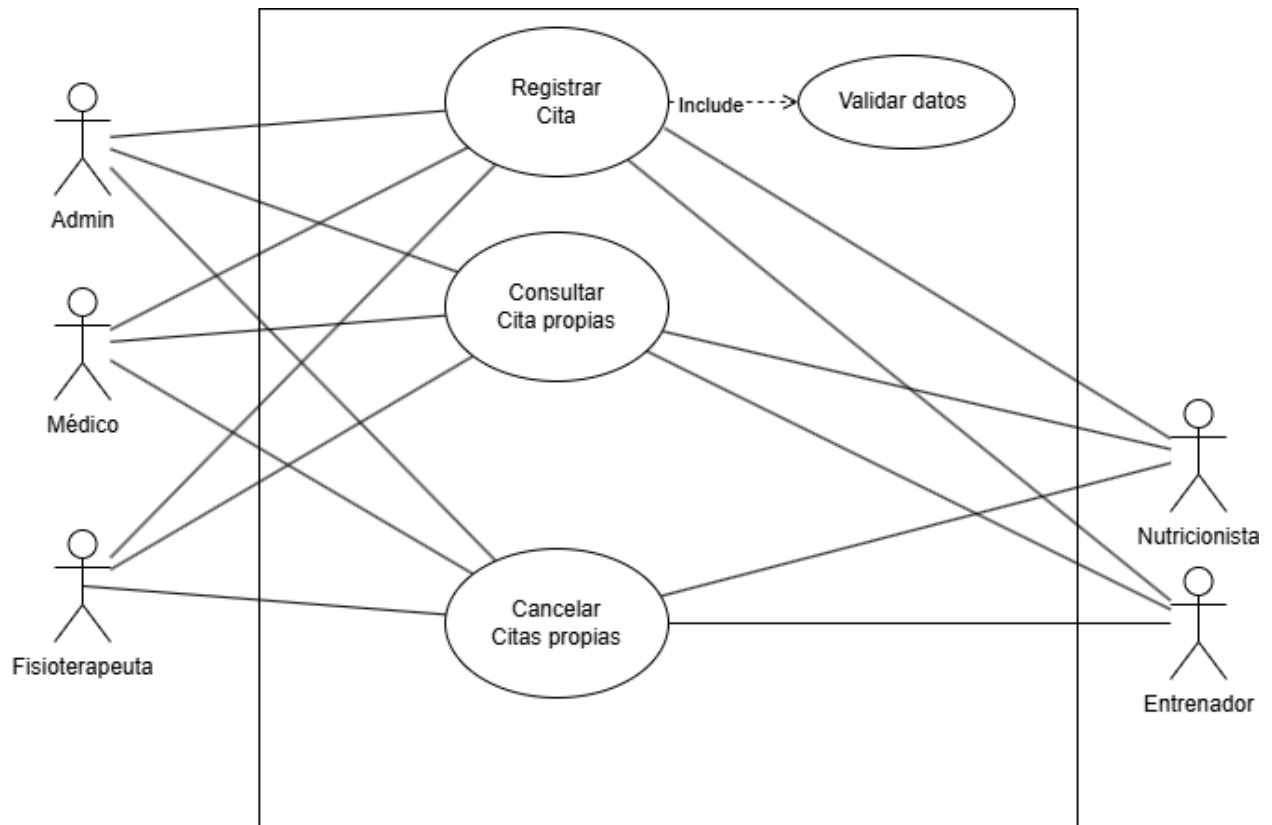 Registrar
Cita
Include
Validar datos
Admin
Consultar
Cita propias
Médico
Nutricionista
Cancelar
Citas propias
Fisioterapeuta
Entrenador